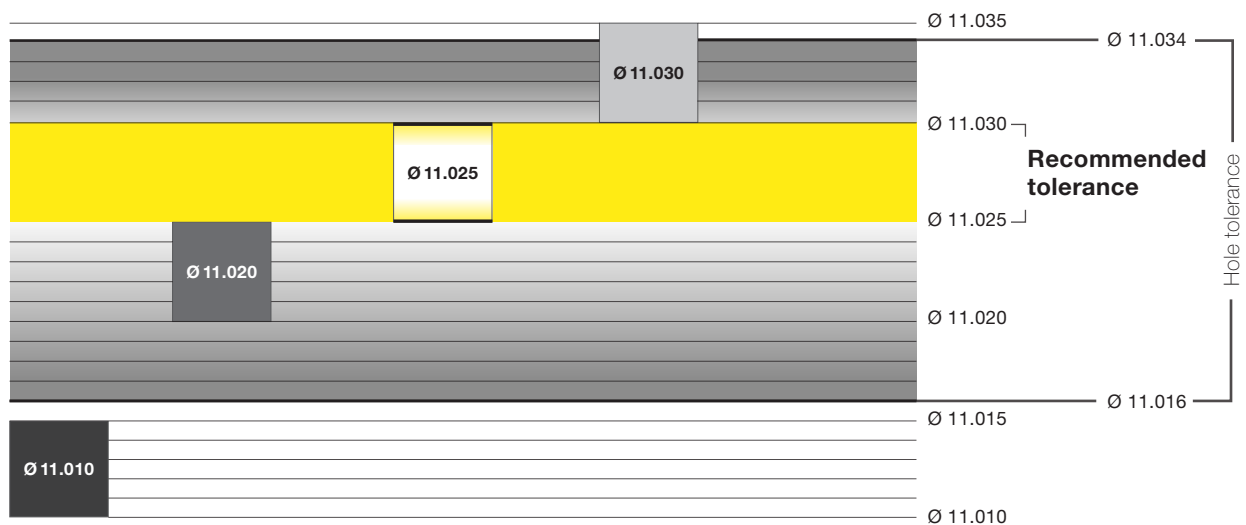 Ø 11.035
Ø 11.034
Ø 11.030
Ø 11.030
Recommended
tolerance
Ø 11.025
Ø 11.025
Hole tolerance
Ø 11.020
Ø 11.020
Ø 11.016
Ø 11.015
Ø 11.010
Ø 11.010